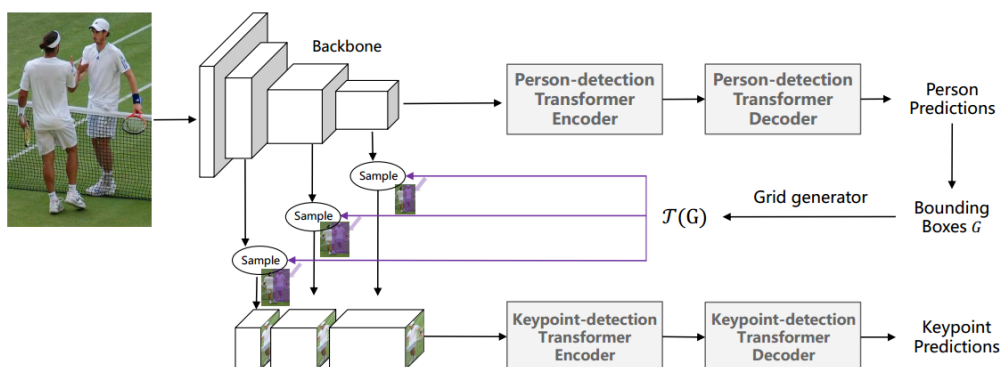 Backbone
Person-detection
Transformer
Encoder
Person-detection
Transformer
Decoder
Person
Predictions
Sample
Sample
Sample
𝒯(G)
Grid generator
Bounding
Boxes G
Keypoint-detection
Transformer
Encoder
Keypoint-detection
Transformer
Decoder
Keypoint
Predictions